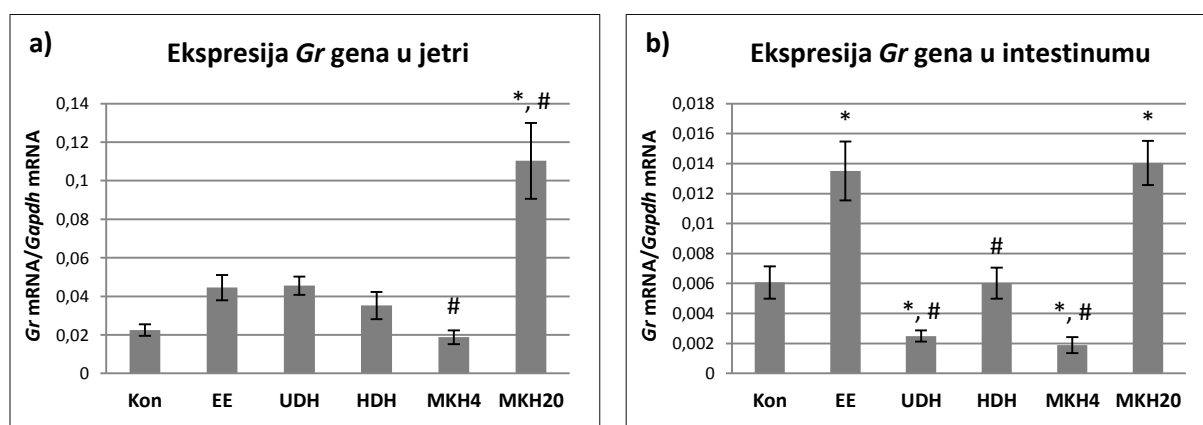 a)
Ekspresija Gr gena u jetri
Gr mRNA/Gapdh mRNA
0,14
0,12
0,1
0,08
0,06
0,04
0,02
0
*, #
#
Kon EE UDH HDH MKH4 MKH20
b)
Ekspresija Gr gena u intestinumu
Gr mRNA/Gapdh mRNA
0,018
0,016
0,014
0,012
0,01
0,008
0,006
0,004
0,002
0
* *
#
*, # *, #
Kon EE UDH HDH MKH4 MKH20